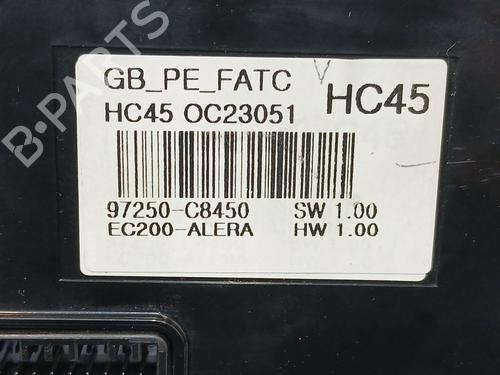 GB_PE_FATC
V
HC45
HC45 OC23051
97250-C8450
SW 1.00
EC200-ALERA
HW 1.00
B-PARTS